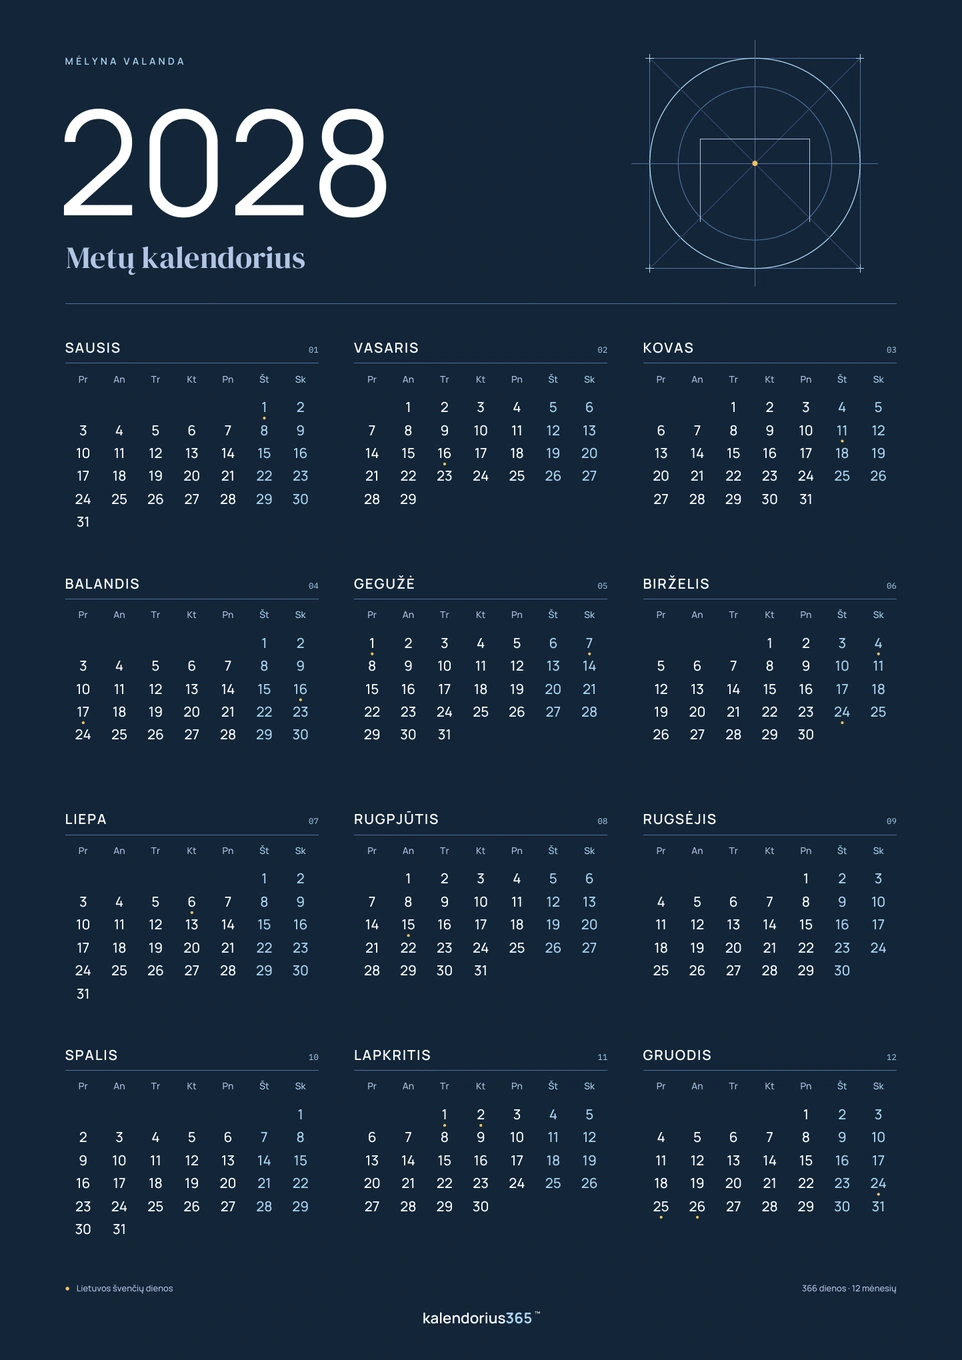 MĖLYNA VALANDA
2028
Metų kalendorius
SAUSIS 01
Pr An Tr Kt Pn Št Sk
1 2
3 4 5 6 7 8 9
10 11 12 13 14 15 16
17 18 19 20 21 22 23
24 25 26 27 28 29 30
31
VASARIS 02
Pr An Tr Kt Pn Št Sk
1 2 3 4 5 6
7 8 9 10 11 12 13
14 15 16 17 18 19 20
21 22 23 24 25 26 27
28 29
KOVAS 03
Pr An Tr Kt Pn Št Sk
1 2 3 4 5
6 7 8 9 10 11 12
13 14 15 16 17 18 19
20 21 22 23 24 25 26
27 28 29 30 31
BALANDIS 04
Pr An Tr Kt Pn Št Sk
1 2
3 4 5 6 7 8 9
10 11 12 13 14 15 16
17 18 19 20 21 22 23
24 25 26 27 28 29 30
GEGUŽĖ 05
Pr An Tr Kt Pn Št Sk
1 2 3 4 5 6 7
8 9 10 11 12 13 14
15 16 17 18 19 20 21
22 23 24 25 26 27 28
29 30 31
BIRŽELIS 06
Pr An Tr Kt Pn Št Sk
1 2 3 4
5 6 7 8 9 10 11
12 13 14 15 16 17 18
19 20 21 22 23 24 25
26 27 28 29 30
LIEPA 07
Pr An Tr Kt Pn Št Sk
1 2
3 4 5 6 7 8 9
10 11 12 13 14 15 16
17 18 19 20 21 22 23
24 25 26 27 28 29 30
31
RUGPJŪTIS 08
Pr An Tr Kt Pn Št Sk
1 2 3 4 5 6
7 8 9 10 11 12 13
14 15 16 17 18 19 20
21 22 23 24 25 26 27
28 29 30 31
RUGSĖJIS 09
Pr An Tr Kt Pn Št Sk
1 2 3
4 5 6 7 8 9 10
11 12 13 14 15 16 17
18 19 20 21 22 23 24
25 26 27 28 29 30
SPALIS 10
Pr An Tr Kt Pn Št Sk
1
2 3 4 5 6 7 8
9 10 11 12 13 14 15
16 17 18 19 20 21 22
23 24 25 26 27 28 29
30 31
LAPKRITIS 11
Pr An Tr Kt Pn Št Sk
1 2 3 4 5
6 7 8 9 10 11 12
13 14 15 16 17 18 19
20 21 22 23 24 25 26
27 28 29 30
GRUODIS 12
Pr An Tr Kt Pn Št Sk
1 2 3
4 5 6 7 8 9 10
11 12 13 14 15 16 17
18 19 20 21 22 23 24
25 26 27 28 29 30 31
Lietuvos švenčių dienos
366 dienos · 12 mėnesių
kalendorius365™